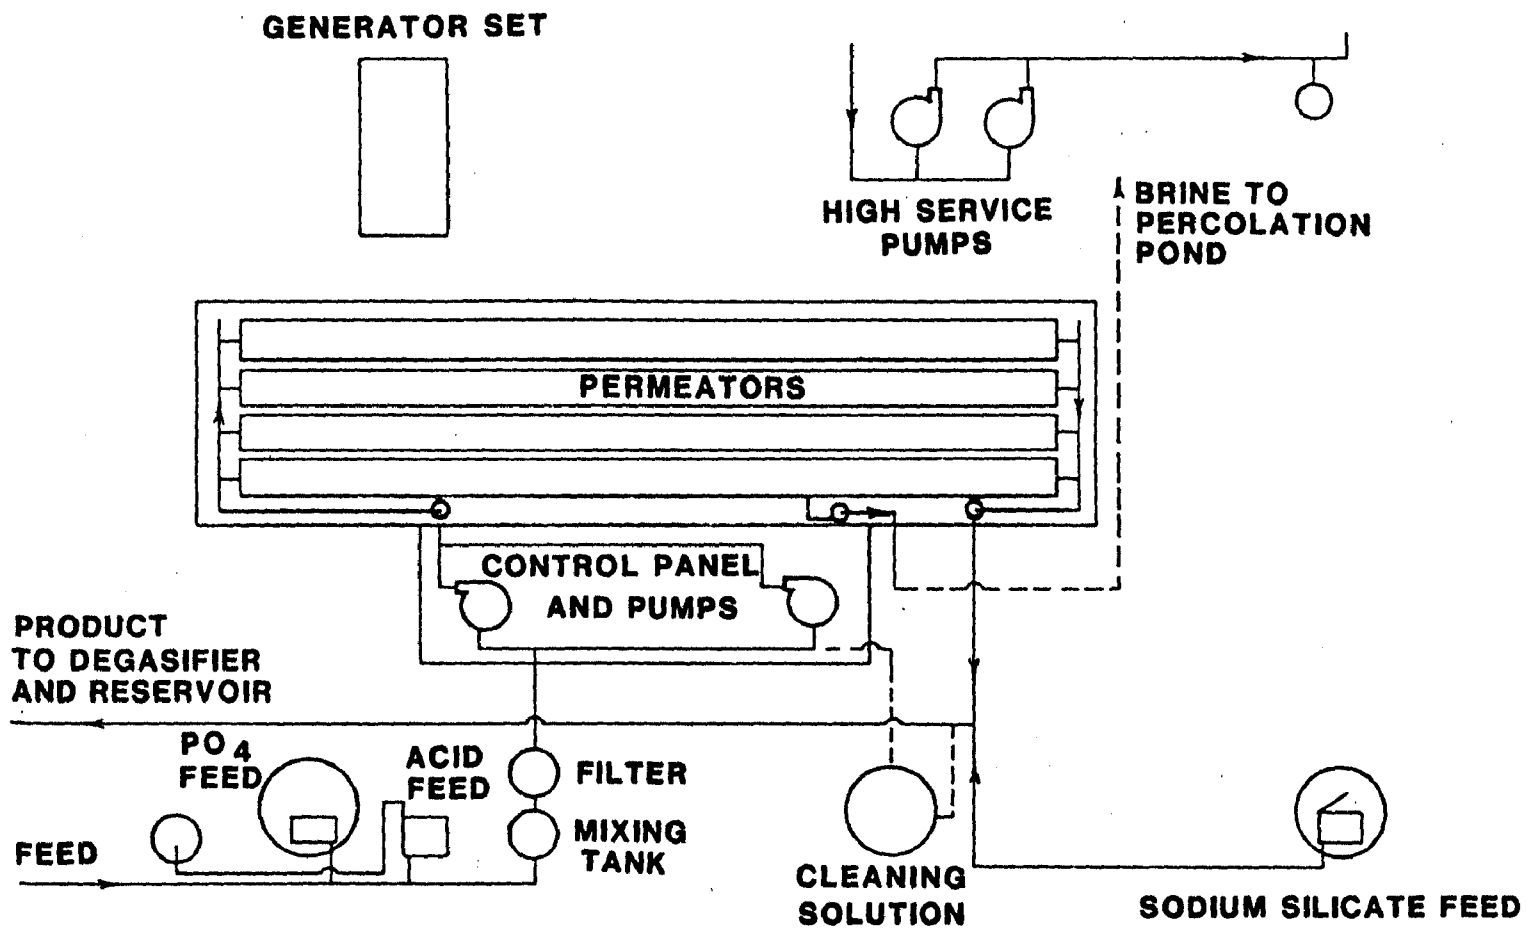 GENERATOR SET
HIGH SERVICE
PUMPS
BRINE TO
PERCOLATION
POND
PERMEATORS
CONTROL PANEL
AND PUMPS
PRODUCT
TO DEGASIFIER
AND RESERVOIR
PO4
FEED
ACID
FEED
FILTER
MIXING
TANK
FEED
CLEANING
SOLUTION
SODIUM SILICATE FEED